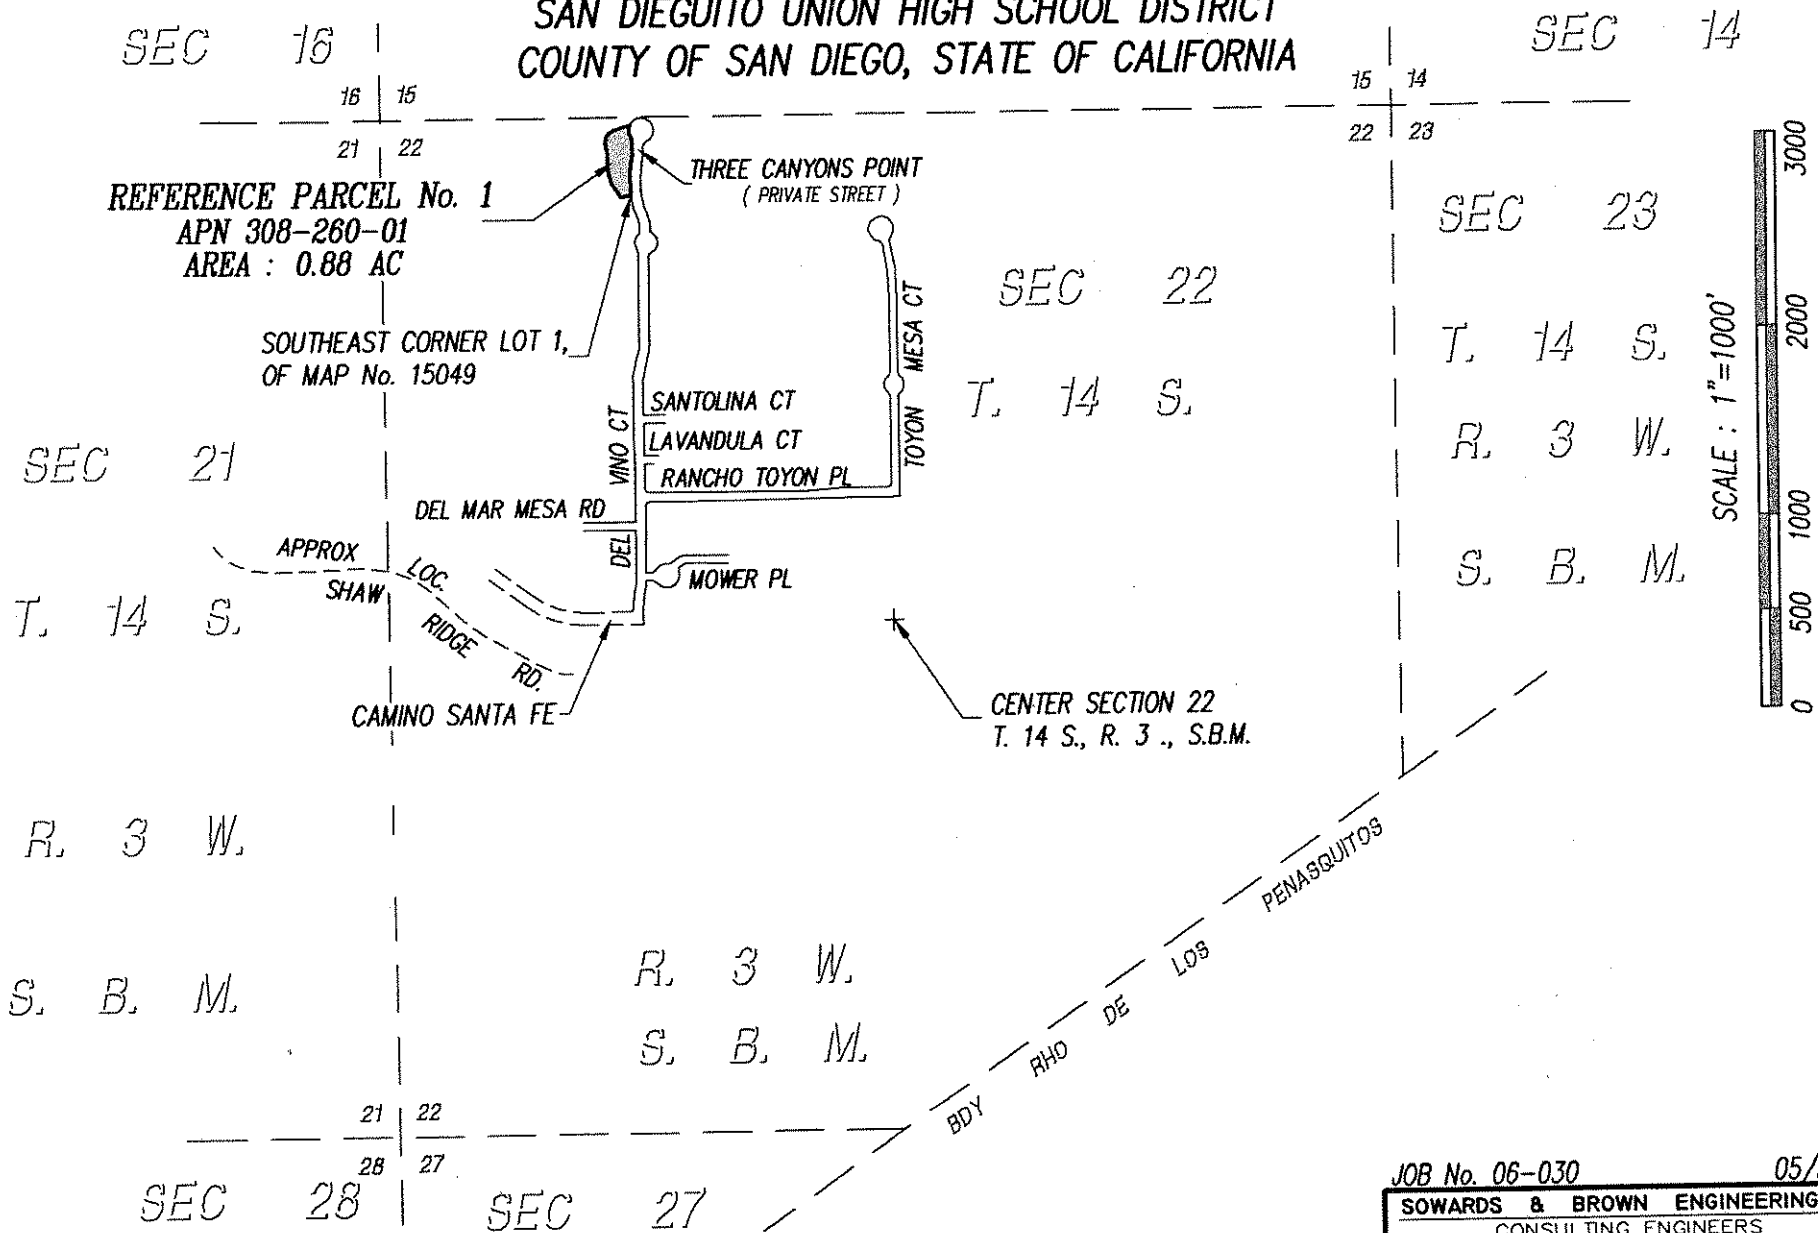 SAN DIEGUITO UNION HIGH SCHOOL DISTRICT
COUNTY OF SAN DIEGO, STATE OF CALIFORNIA
SEC 16
SEC 14
16 15
21 22
15 14
22 23
REFERENCE PARCEL No. 1
APN 308-260-01
AREA : 0.88 AC
THREE CANYONS POINT
( PRIVATE STREET )
SEC 23
T. 14 S.
R. 3 W.
S. B. M.
SCALE : 1"=1000'
3000
2000
1000
500
0
SEC 22
T. 14 S.
SOUTHEAST CORNER LOT 1,
OF MAP No. 15049
SANTOLINA CT
LAVANDULA CT
RANCHO TOYON PL
TOYON MESA CT
DEL VINO CT
DEL MAR MESA RD
MOWER PL
SEC 21
T. 14 S.
R. 3 W.
S. B. M.
APPROX LOC.
SHAW RIDGE RD.
CAMINO SANTA FE
CENTER SECTION 22
T. 14 S., R. 3 ., S.B.M.
R. 3 W.
S. B. M.
BDY RHO DE LOS PENASQUITOS
21 22
28 27
SEC 28
SEC 27
JOB No. 06-030 05/
SOWARDS & BROWN ENGINEERING
CONSULTING ENGINEERS